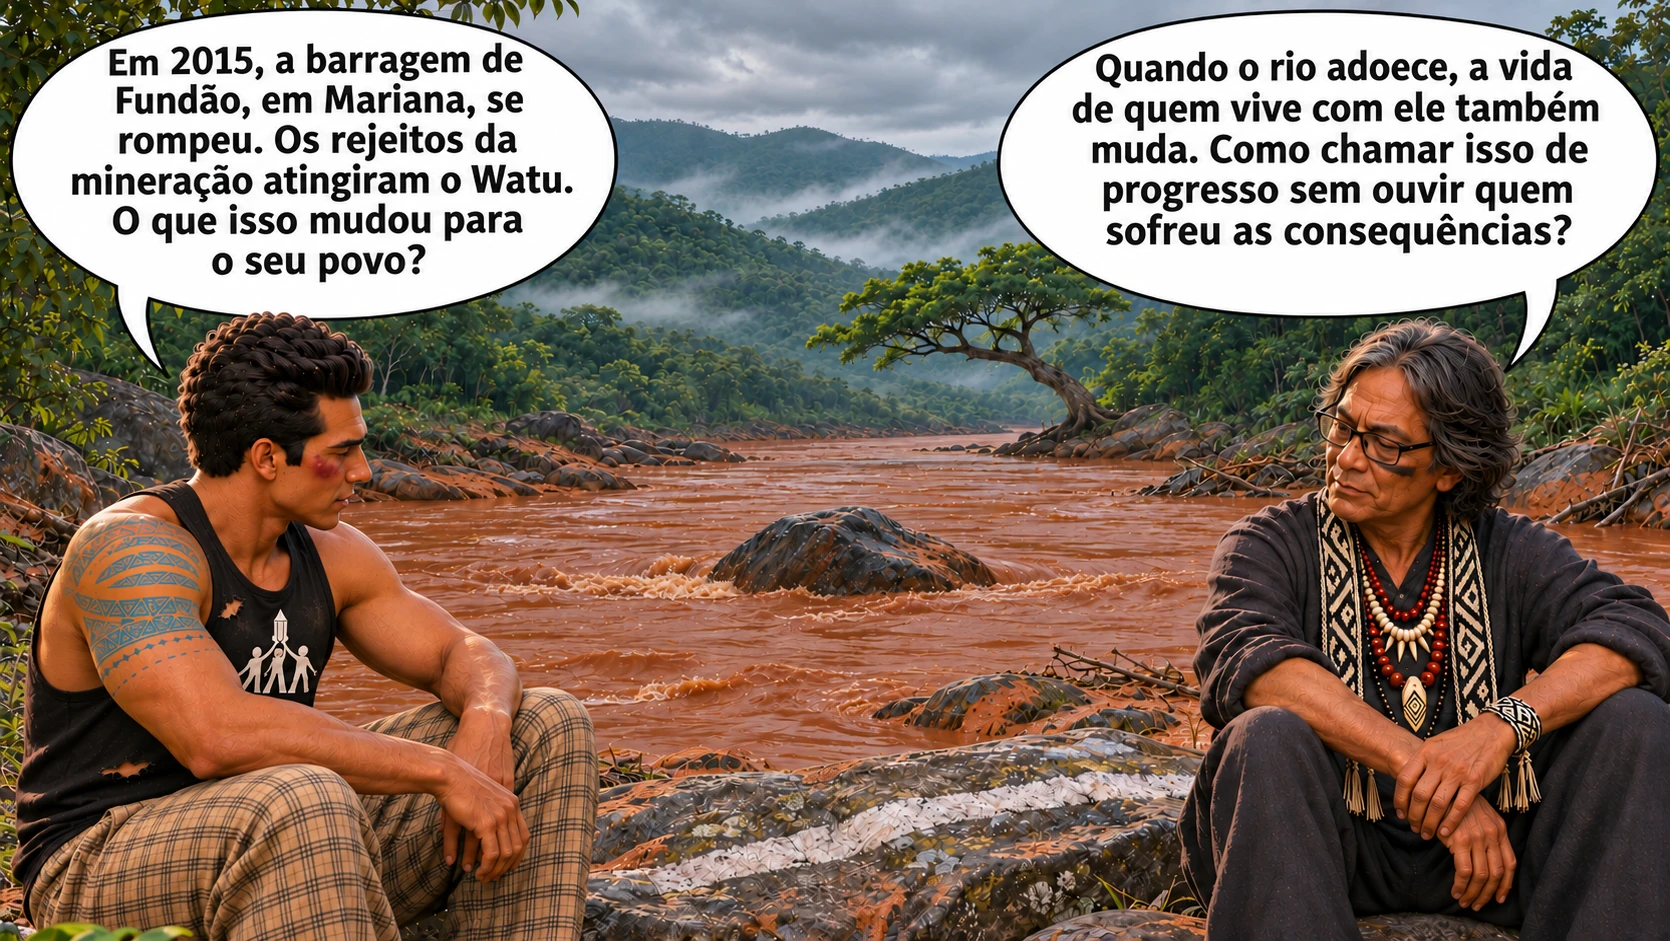 Em 2015, a barragem de
Fundão, em Mariana, se
rompeu. Os rejeitos da
mineração atingiram o Watu.
O que isso mudou para
o seu povo?
Quando o rio adoece, a vida
de quem vive com ele também
muda. Como chamar isso de
progresso sem ouvir quem
sofreu as consequências?